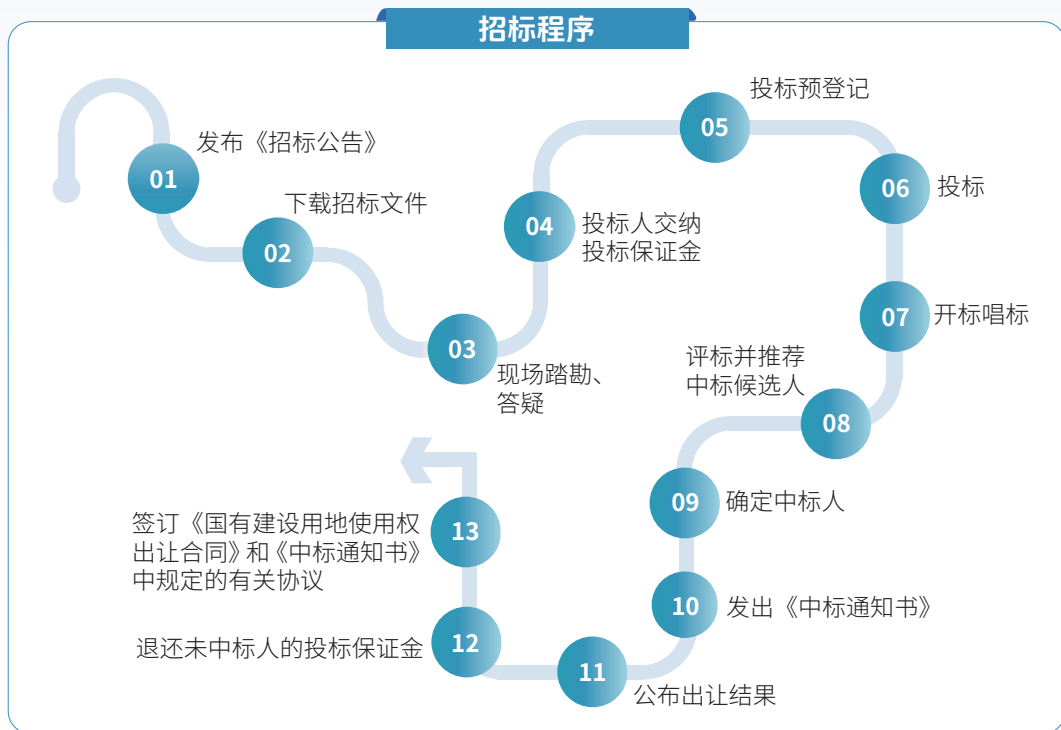 招标程序
01
发布《招标公告》
02
下载招标文件
03
现场踏勘、
答疑
04
投标人交纳
投标保证金
05
投标预登记
06
投标
07
开标唱标
08
评标并推荐
中标候选人
09
确定中标人
10
发出《中标通知书》
11
公布出让结果
12
退还未中标人的投标保证金
13
签订《国有建设用地使用权
出让合同》和《中标通知书》
中规定的有关协议